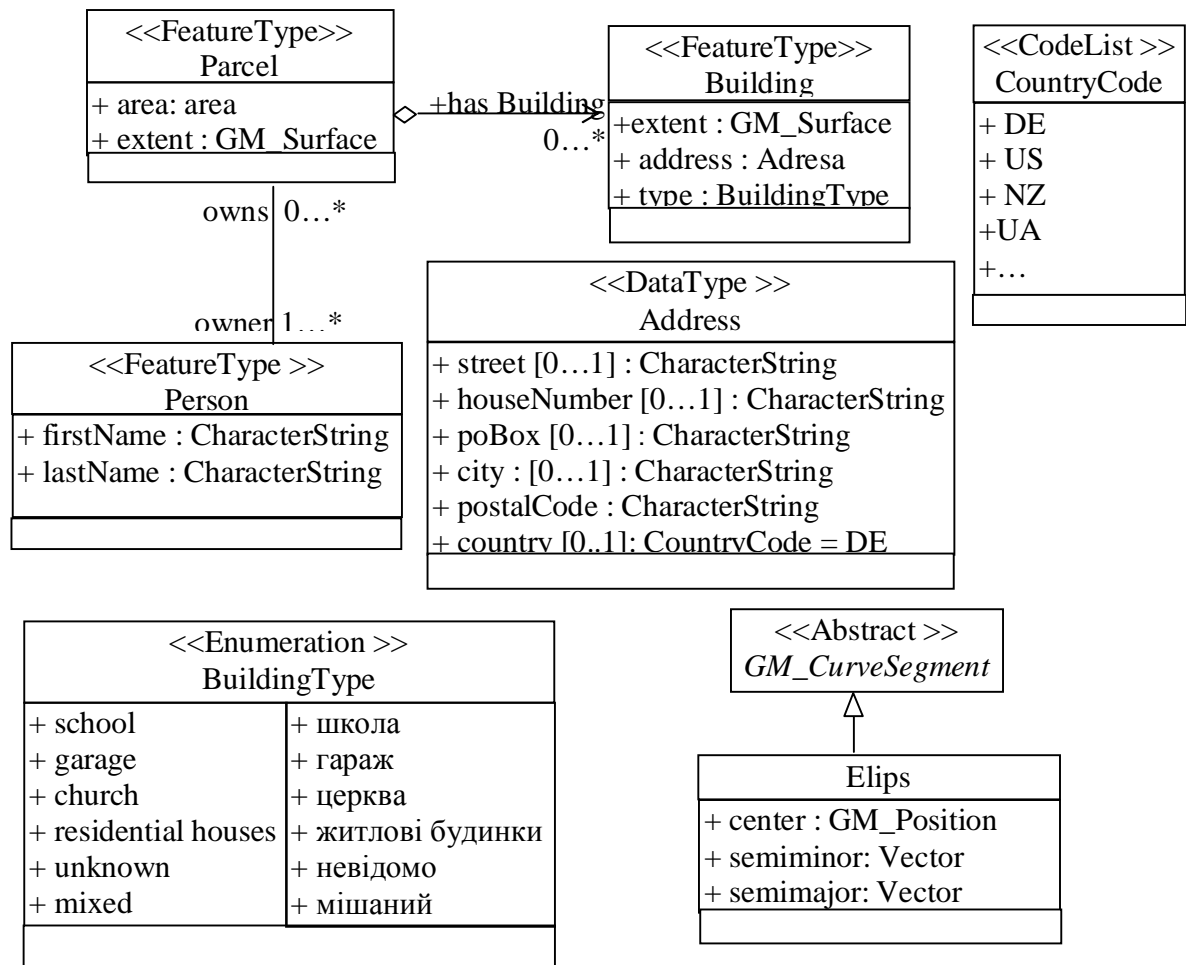 <<FeatureType>>
Parcel
+ area: area
+ extent : GM_Surface
+has Building
0…*
<<FeatureType>>
Building
+extent : GM_Surface
+ address : Adresa
+ type : BuildingType
<<CodeList >>
CountryCode
+ DE
+ US
+ NZ
+UA
+…
owns 0…*
owner 1…*
<<FeatureType >>
Person
+ firstName : CharacterString
+ lastName : CharacterString
<<DataType >>
Address
+ street [0…1] : CharacterString
+ houseNumber [0…1] : CharacterString
+ poBox [0…1] : CharacterString
+ city : [0…1] : CharacterString
+ postalCode : CharacterString
+ country [0..1]: CountryCode = DE
<<Enumeration >>
BuildingType
+ school
+ garage
+ church
+ residential houses
+ unknown
+ mixed
+ школа
+ гараж
+ церква
+ житлові будинки
+ невідомо
+ мішаний
<<Abstract >>
GM_CurveSegment
Elips
+ center : GM_Position
+ semiminor: Vector
+ semimajor: Vector